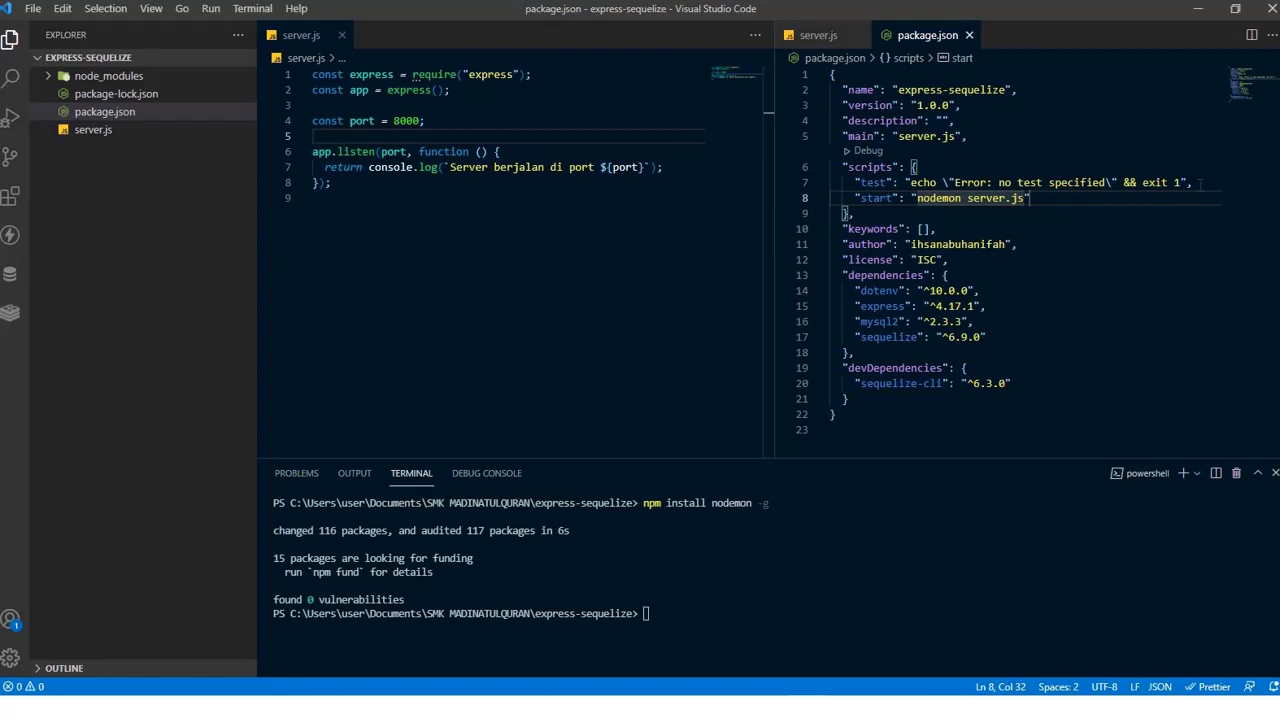 File Edit Selection View Go Run Terminal Help
package.json - express-sequelize - Visual Studio Code
EXPLORER
EXPRESS-SEQUELIZE
node_modules
package-lock.json
package.json
server.js
OUTLINE
server.js
server.js > ...
1 const express = require("express");
2 const app = express();
3
4 const port = 8000;
5
6 app.listen(port, function () {
7 return console.log(`Server berjalan di port ${port}`);
8 });
9
server.js package.json
package.json > {} scripts > start
1 {
2 "name": "express-sequelize",
3 "version": "1.0.0",
4 "description": "",
5 "main": "server.js",
Debug
6 "scripts": {
7 "test": "echo \"Error: no test specified\" && exit 1",
8 "start": "nodemon server.js"
9 },
10 "keywords": [],
11 "author": "ihsanabuhanifah",
12 "license": "ISC",
13 "dependencies": {
14 "dotenv": "^10.0.0",
15 "express": "^4.17.1",
16 "mysql2": "^2.3.3",
17 "sequelize": "^6.9.0"
18 },
19 "devDependencies": {
20 "sequelize-cli": "^6.3.0"
21 }
22 }
23
PROBLEMS OUTPUT TERMINAL DEBUG CONSOLE
powershell
PS C:\Users\user\Documents\SMK MADINATULQURAN\express-sequelize> npm install nodemon -g
changed 116 packages, and audited 117 packages in 6s
15 packages are looking for funding
run `npm fund` for details
found 0 vulnerabilities
PS C:\Users\user\Documents\SMK MADINATULQURAN\express-sequelize>
1
0 0
Ln 8, Col 32 Spaces: 2 UTF-8 LF JSON Prettier